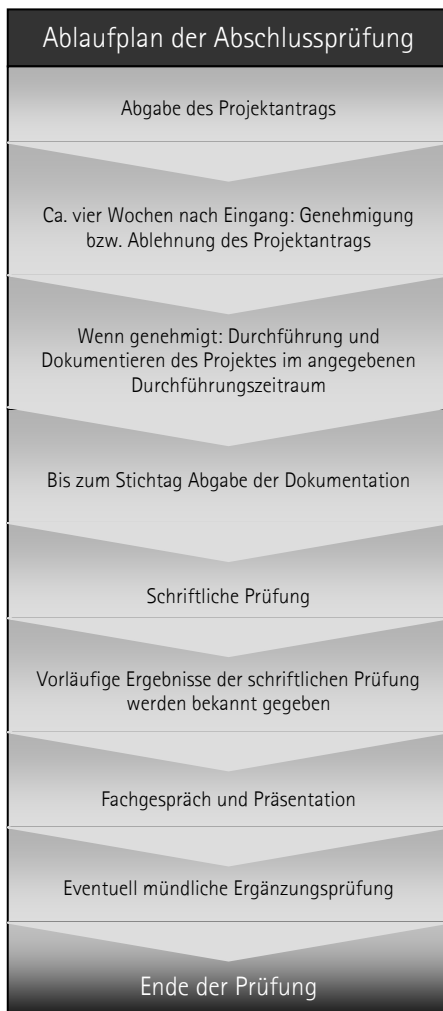 Ablaufplan der Abschlussprüfung
Abgabe des Projektantrags
Ca. vier Wochen nach Eingang: Genehmigung
bzw. Ablehnung des Projektantrags
Wenn genehmigt: Durchführung und
Dokumentieren des Projektes im angegebenen
Durchführungszeitraum
Bis zum Stichtag Abgabe der Dokumentation
Schriftliche Prüfung
Vorläufige Ergebnisse der schriftlichen Prüfung
werden bekannt gegeben
Fachgespräch und Präsentation
Eventuell mündliche Ergänzungsprüfung
Ende der Prüfung